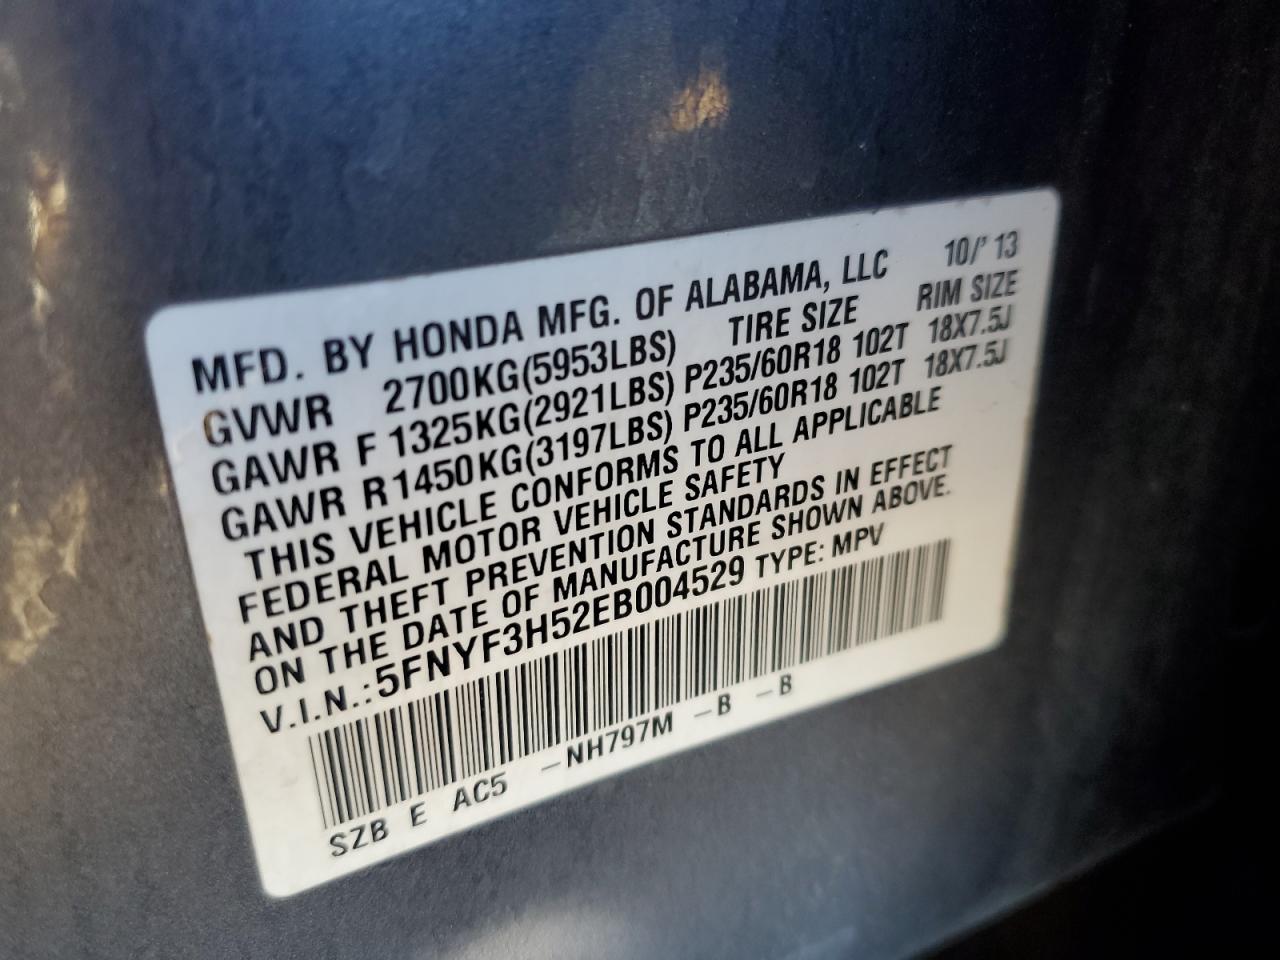 MFD. BY HONDA MFG. OF ALABAMA, LLC 10/'13
GVWR 2700KG(5953LBS) TIRE SIZE RIM SIZE
GAWR F 1325KG(2921LBS) P235/60R18 102T 18X7.5J
GAWR R 1450KG(3197LBS) P235/60R18 102T 18X7.5J
THIS VEHICLE CONFORMS TO ALL APPLICABLE
FEDERAL MOTOR VEHICLE SAFETY
AND THEFT PREVENTION STANDARDS IN EFFECT
ON THE DATE OF MANUFACTURE SHOWN ABOVE.
V.I.N.: 5FNYF3H52EB004529 TYPE: MPV
SZB E AC5 -NH797M -B -B